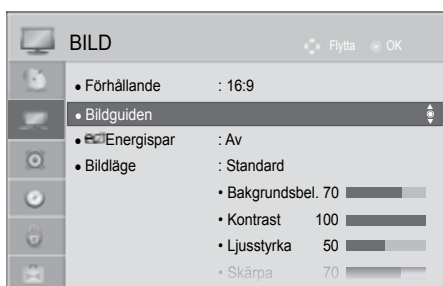 BILD
Flytta OK
• Förhållande : 16:9
• Bildguiden
• Energispar : Av
• Bildläge : Standard
• Bakgrundsbel. 70
• Kontrast 100
• Ljusstyrka 50
• Skärpa 70